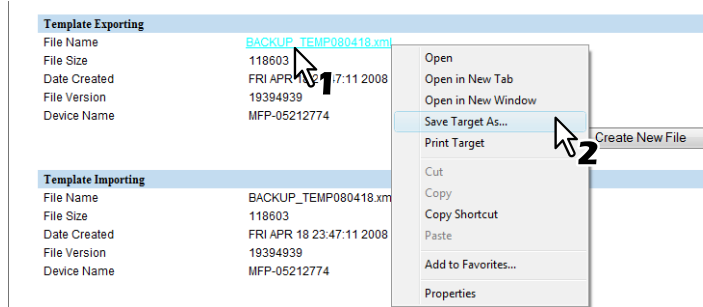 Template Exporting
File Name BACKUP_TEMP080418.xml
File Size 118603
Date Created FRI APR 18 23:47:11 2008
File Version 19394939
Device Name MFP-05212774
1
Open
Open in New Tab
Open in New Window
Save Target As...
Print Target
Cut
Copy
Copy Shortcut
Paste
Add to Favorites...
Properties
2
Create New File
Template Importing
File Name BACKUP_TEMP080418.xm
File Size 118603
Date Created FRI APR 18 23:47:11 2008
File Version 19394939
Device Name MFP-05212774